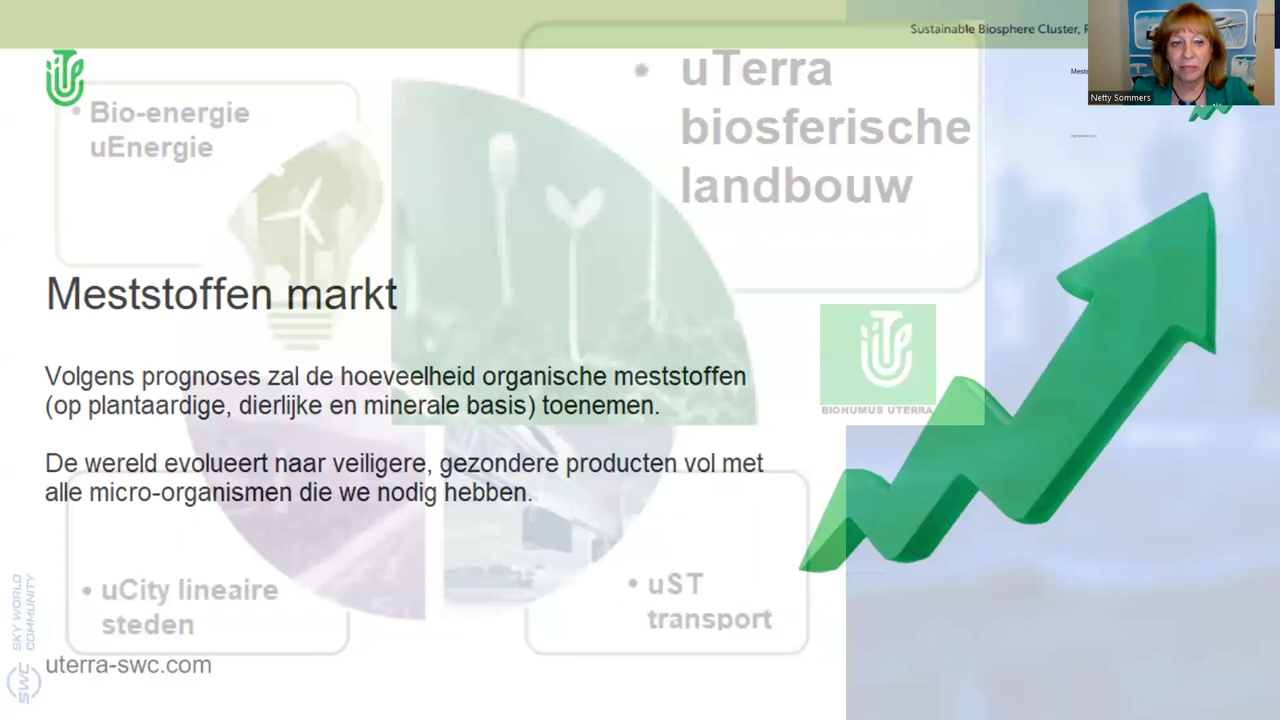 Sustainable Biosphere Cluster,
Netty Sommers
• Bio-energie
uEnergie
• uTerra
biosferische
landbouw
Meststoffen markt
Volgens prognoses zal de hoeveelheid organische meststoffen
(op plantaardige, dierlijke en minerale basis) toenemen.
De wereld evolueert naar veiligere, gezondere producten vol met
alle micro-organismen die we nodig hebben.
BIOHUMUS UTERRA
• uCity lineaire
steden
• uST
transport
uterra-swc.com
SWC SKY WORLD
COMMUNITY